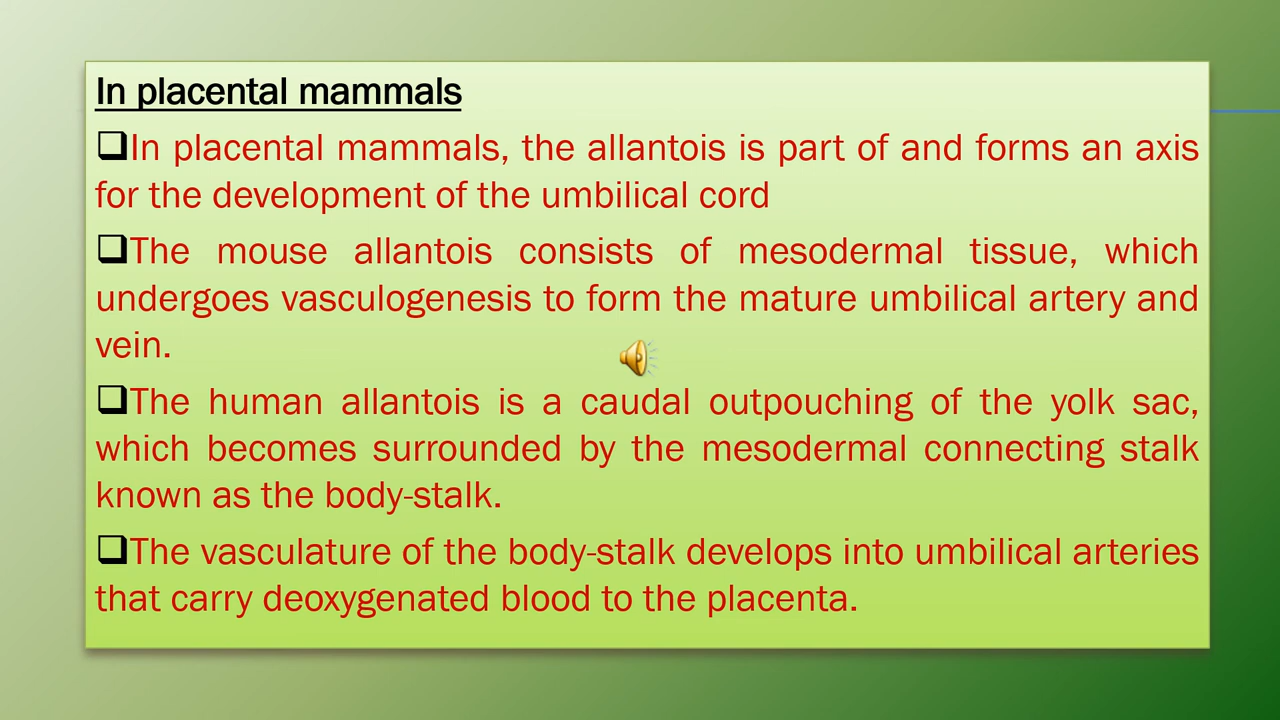 In placental mammals
❑In placental mammals, the allantois is part of and forms an axis
for the development of the umbilical cord
❑The mouse allantois consists of mesodermal tissue, which
undergoes vasculogenesis to form the mature umbilical artery and
vein.
❑The human allantois is a caudal outpouching of the yolk sac,
which becomes surrounded by the mesodermal connecting stalk
known as the body-stalk.
❑The vasculature of the body-stalk develops into umbilical arteries
that carry deoxygenated blood to the placenta.